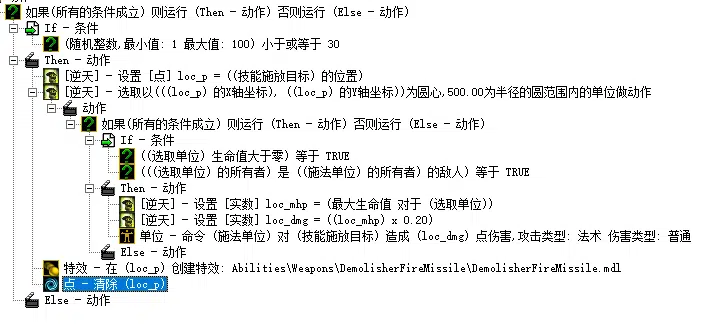 如果(所有的条件成立) 则运行 (Then - 动作) 否则运行 (Else - 动作)
If - 条件
(随机整数,最小值: 1 最大值: 100) 小于或等于 30
Then - 动作
[逆天] - 设置 [点] loc_p = ((技能施放目标) 的位置)
[逆天] - 选取以(((loc_p) 的X轴坐标), ((loc_p) 的Y轴坐标))为圆心,500.00为半径的圆范围内的单位做动作
动作
如果(所有的条件成立) 则运行 (Then - 动作) 否则运行 (Else - 动作)
If - 条件
((选取单位) 生命值大于零) 等于 TRUE
(((选取单位) 的所有者) 是 ((施法单位) 的所有者) 的敌人) 等于 TRUE
Then - 动作
[逆天] - 设置 [实数] loc_mhp = (最大生命值 对于 (选取单位))
[逆天] - 设置 [实数] loc_dmg = ((loc_mhp) x 0.20)
单位 - 命令 (施法单位) 对 (技能施放目标) 造成 (loc_dmg) 点伤害,攻击类型: 法术 伤害类型: 普通
Else - 动作
特效 - 在 (loc_p) 创建特效: Abilities\Weapons\DemolisherFireMissile\DemolisherFireMissile.mdl
点 - 清除 (loc_p)
Else - 动作